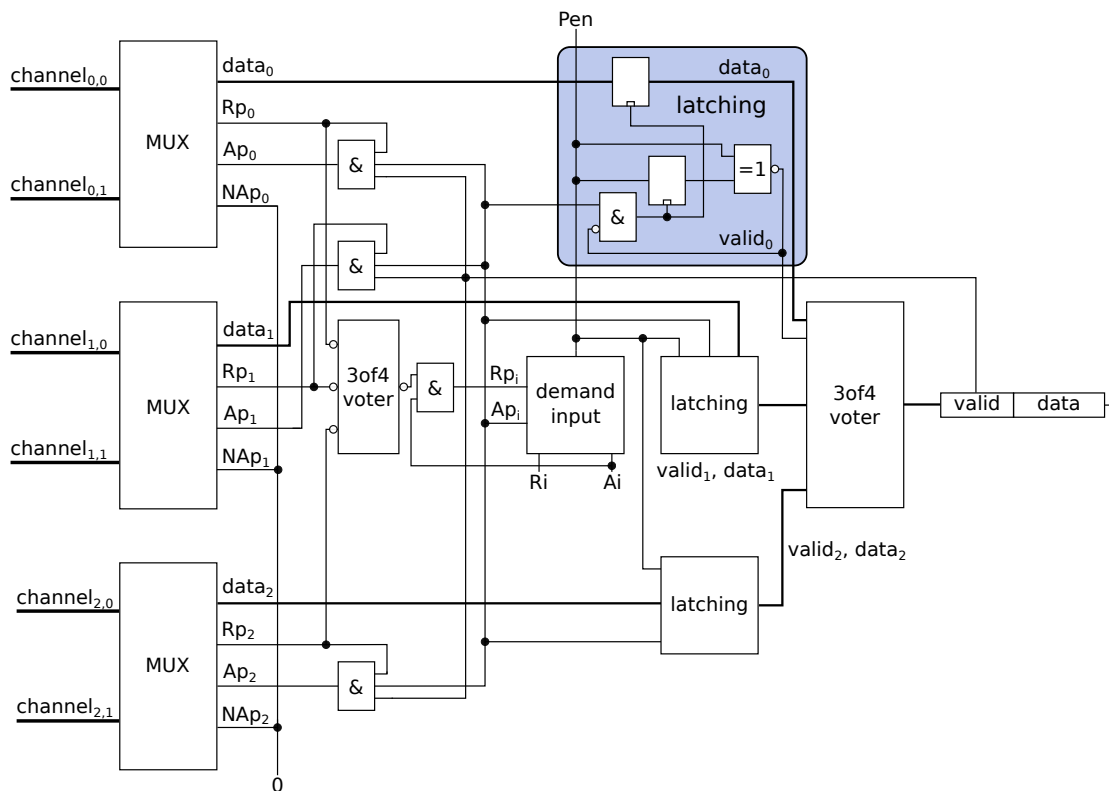 Pen
channel0,0
data0
data0
Rp0
latching
MUX
Ap0
&
=1
channel0,1
NAp0
&
valid0
&
channel1,0
data1
3of4
voter
Rp1
&
Rpi
demand
input
MUX
Ap1
Api
latching
3of4
voter
valid
data
channel1,1
NAp1
valid1, data1
Ri
Ai
valid2, data2
channel2,0
data2
latching
Rp2
MUX
Ap2
&
channel2,1
NAp2
0